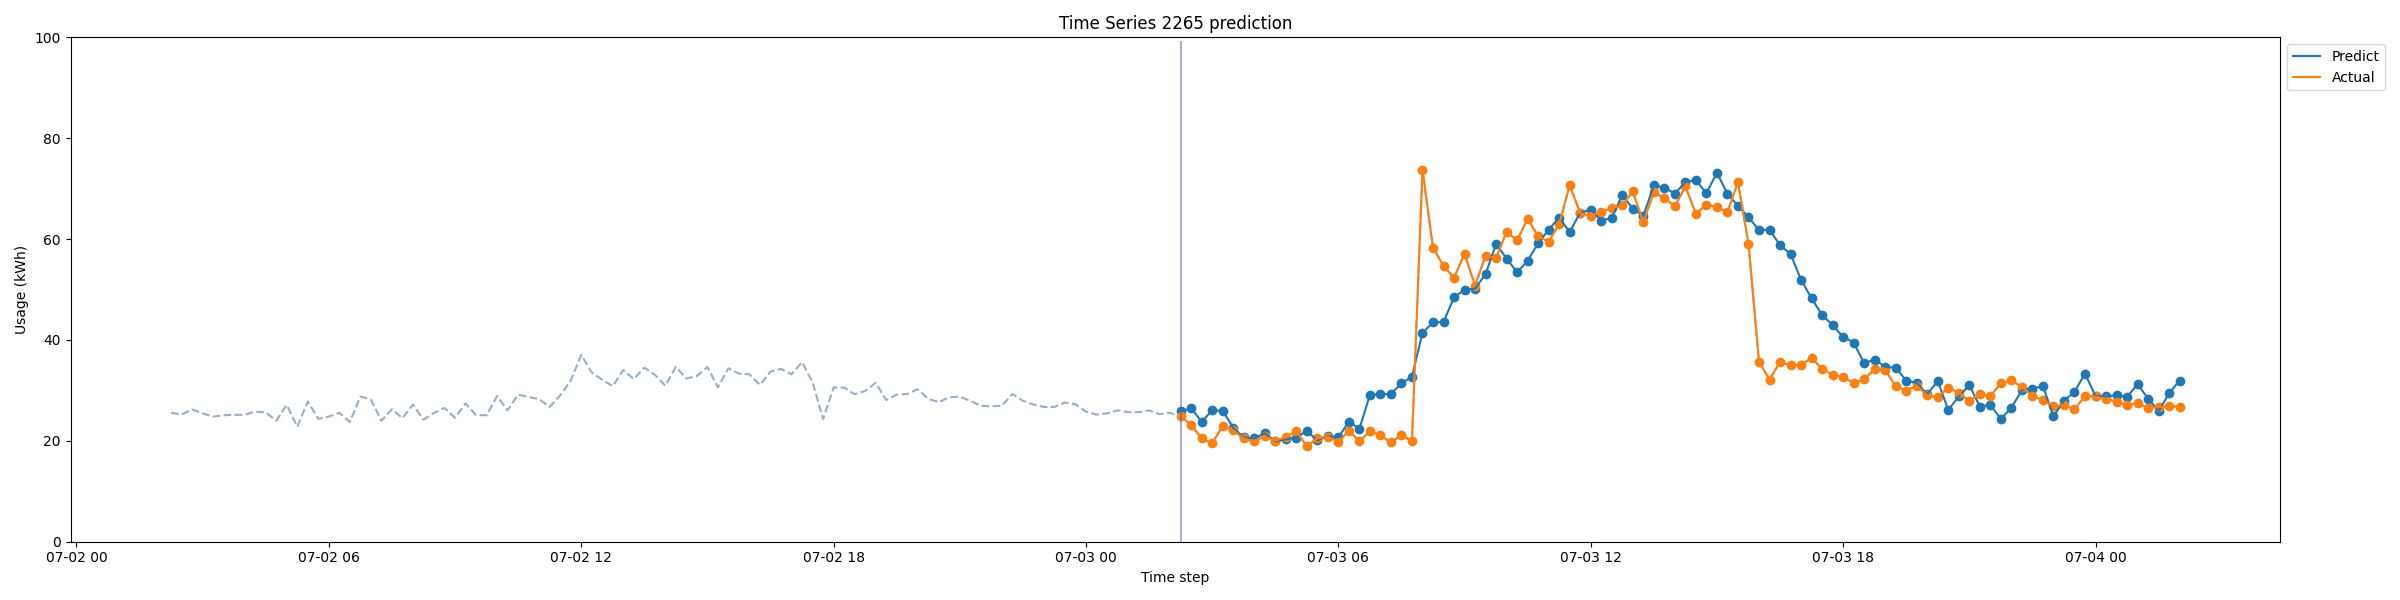 Time Series 2265 prediction
Predict
Actual
100
80
60
40
20
0
Usage (kWh)
07-02 00 07-02 06 07-02 12 07-02 18 07-03 00 07-03 06 07-03 12 07-03 18 07-04 00
Time step